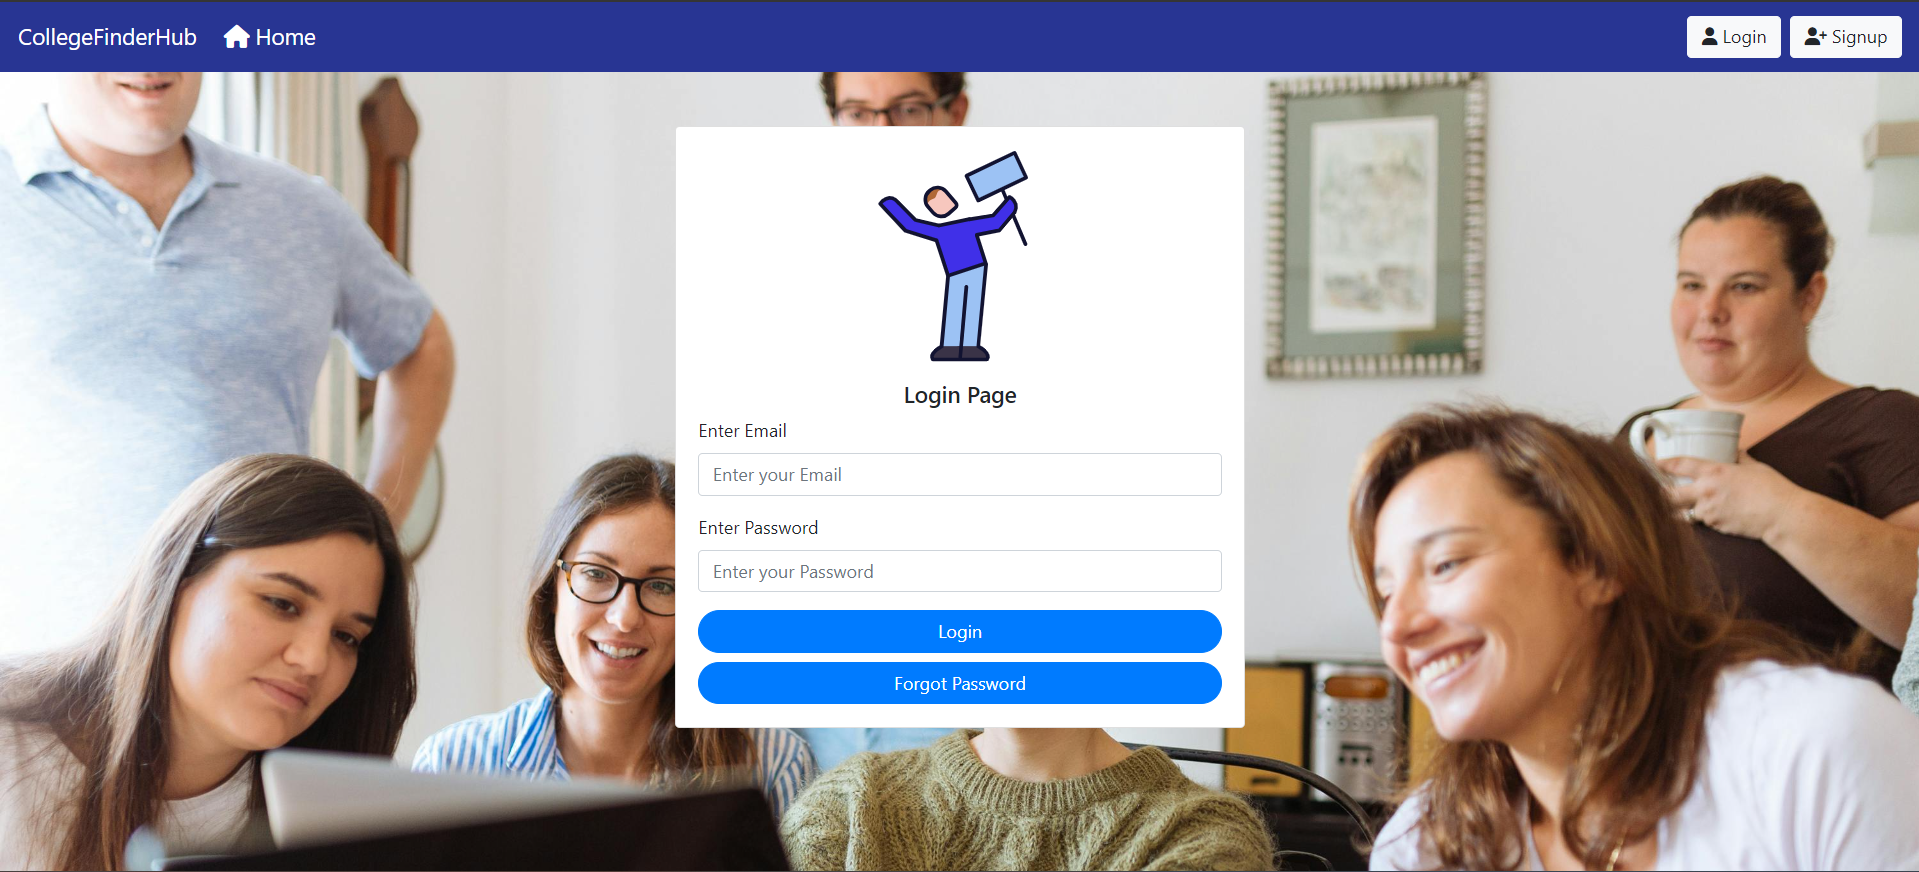 CollegeFinderHub Home Login Signup
Login Page
Enter Email
Enter your Email
Enter Password
Enter your Password
Login
Forgot Password